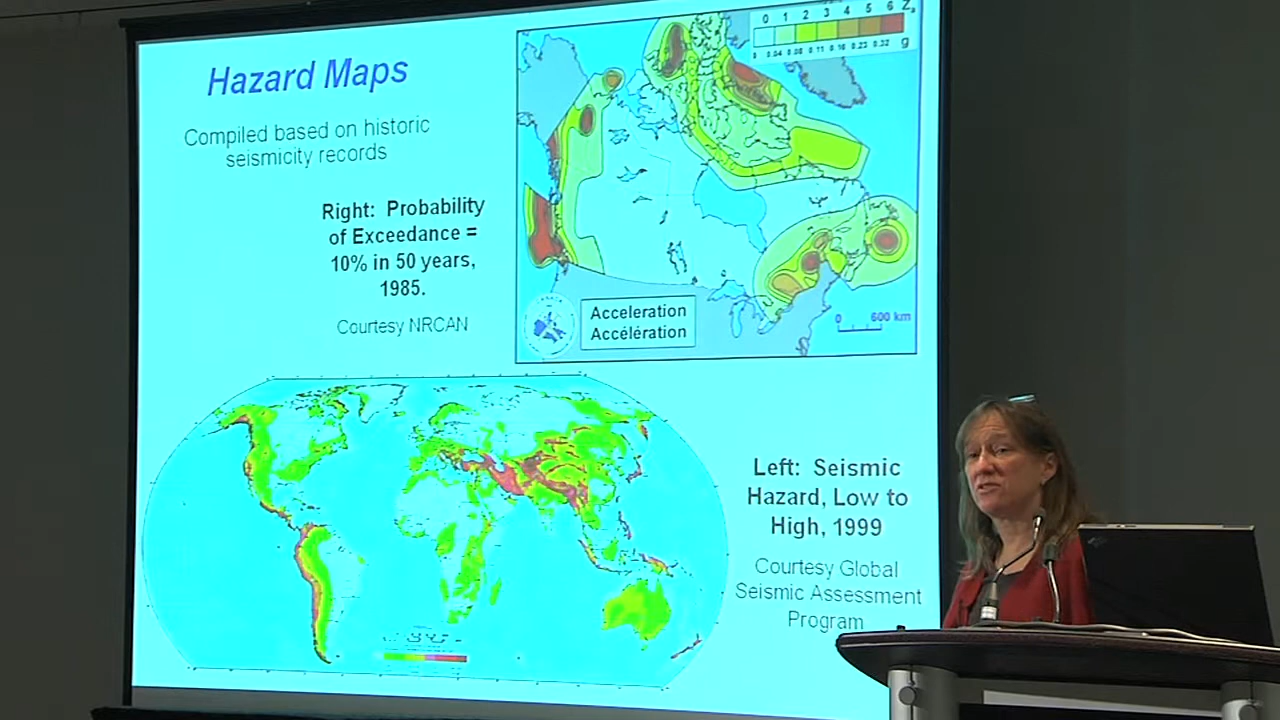 Hazard Maps
Compiled based on historic
seismicity records
Right: Probability
of Exceedance =
10% in 50 years,
1985.
Courtesy NRCAN
0 1 2 3 4 5 6 Za
0 0.04 0.08 0.11 0.16 0.23 0.32 g
Acceleration
Accélération
0 600 km
Left: Seismic
Hazard, Low to
High, 1999
Courtesy Global
Seismic Assessment
Program